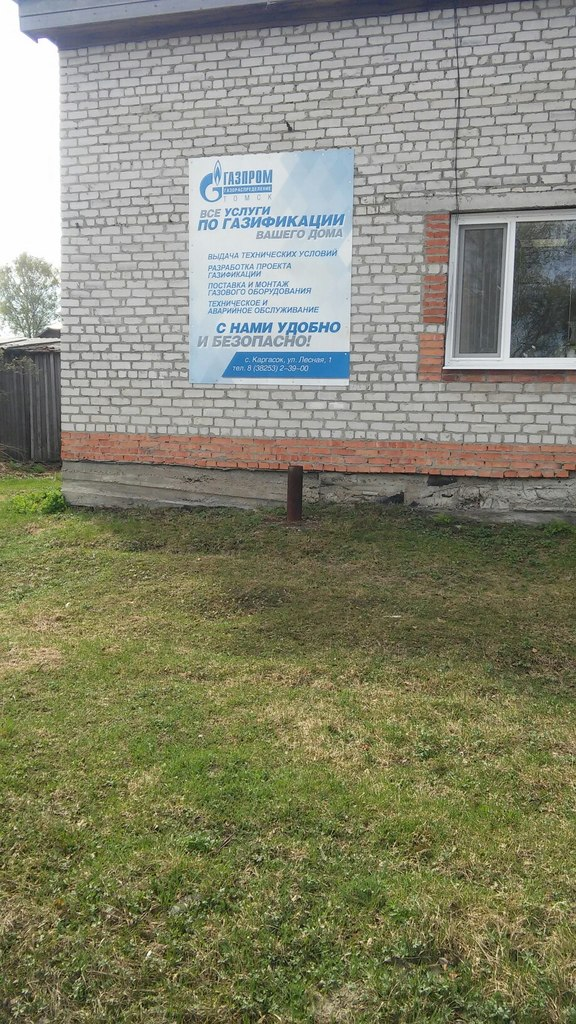 ГАЗПРОМ
ГАЗОРАСПРЕДЕЛЕНИЕ
ТОМСК
ВСЕ УСЛУГИ
ПО ГАЗИФИКАЦИИ
ВАШЕГО ДОМА
ВЫДАЧА ТЕХНИЧЕСКИХ УСЛОВИЙ
РАЗРАБОТКА ПРОЕКТА
ГАЗИФИКАЦИИ
ПОСТАВКА И МОНТАЖ
ГАЗОВОГО ОБОРУДОВАНИЯ
ТЕХНИЧЕСКОЕ И
АВАРИЙНОЕ ОБСЛУЖИВАНИЕ
С НАМИ УДОБНО
И БЕЗОПАСНО!
с. Каргасок, ул. Лесная, 1
тел. 8 (38253) 2-39-00